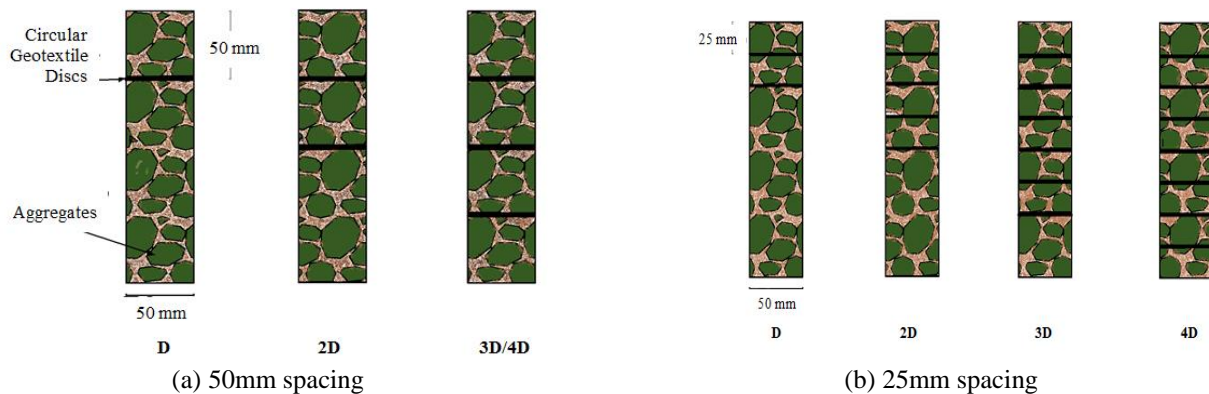 Circular
Geotextile
Discs
50 mm
Aggregates
50 mm
D
2D
3D/4D
(a) 50mm spacing
25 mm
50 mm
D
2D
3D
4D
(b) 25mm spacing